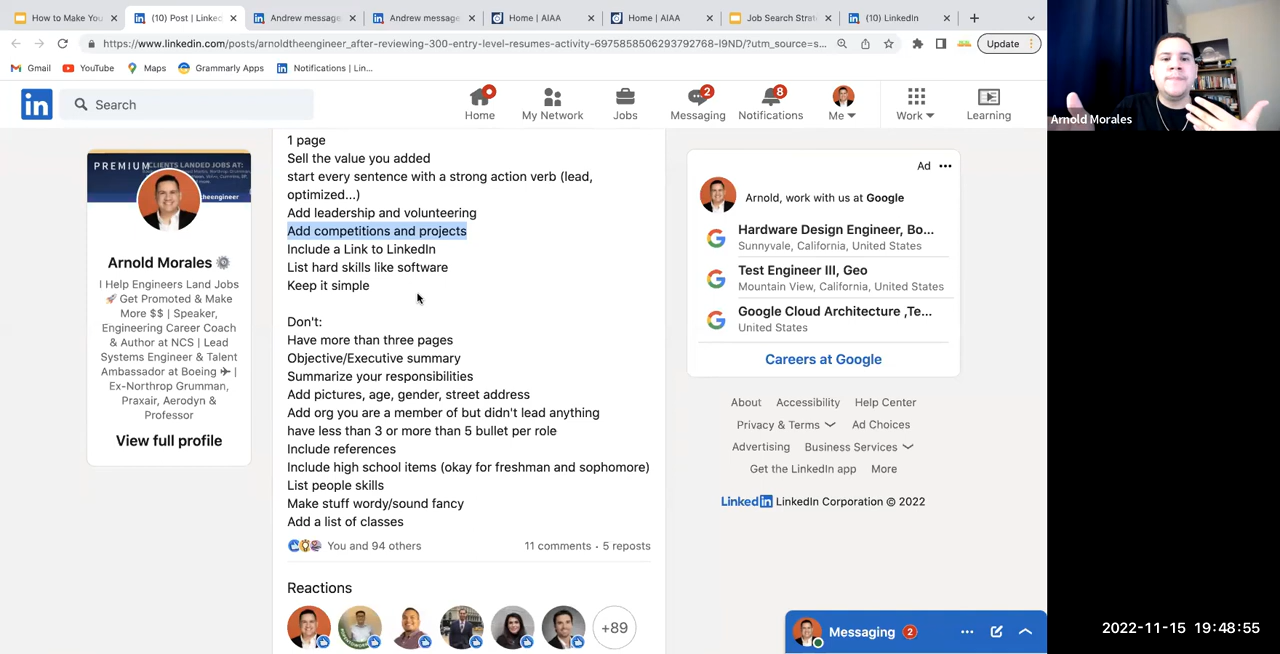 How to Make You
(10) Post | Linked
Andrew message
Andrew message
Home | AIAA
Home | AIAA
Job Search Strat
(10) LinkedIn
https://www.linkedin.com/posts/arnoldtheengineer_after-reviewing-300-entry-level-resumes-activity-6975858506293792768-l9ND/?utm_source=s...
Update
Gmail
YouTube
Maps
Grammarly Apps
Notifications | Lin...
in
Search
Home
My Network
Jobs
2
Messaging
8
Notifications
Me
Work
Learning
Arnold Morales
1 page
Sell the value you added
start every sentence with a strong action verb (lead,
optimized...)
Add leadership and volunteering
Add competitions and projects
Include a Link to LinkedIn
List hard skills like software
Keep it simple
Don't:
Have more than three pages
Objective/Executive summary
Summarize your responsibilities
Add pictures, age, gender, street address
Add org you are a member of but didn't lead anything
have less than 3 or more than 5 bullet per role
Include references
Include high school items (okay for freshman and sophomore)
List people skills
Make stuff wordy/sound fancy
Add a list of classes
You and 94 others
11 comments • 5 reposts
Reactions
+89
PREMIUM
CLIENTS LANDED JOBS AT:
heengineer
Arnold Morales
I Help Engineers Land Jobs
🚀 Get Promoted & Make
More $$ | Speaker,
Engineering Career Coach
& Author at NCS | Lead
Systems Engineer & Talent
Ambassador at Boeing ✈ |
Ex-Northrop Grumman,
Praxair, Aerodyn &
Professor
View full profile
Ad
Arnold, work with us at Google
Hardware Design Engineer, Bo...
Sunnyvale, California, United States
Test Engineer III, Geo
Mountain View, California, United States
Google Cloud Architecture ,Te...
United States
Careers at Google
About
Accessibility
Help Center
Privacy & Terms
Ad Choices
Advertising
Business Services
Get the LinkedIn app
More
LinkedIn LinkedIn Corporation © 2022
Messaging
2
2022-11-15 19:48:55